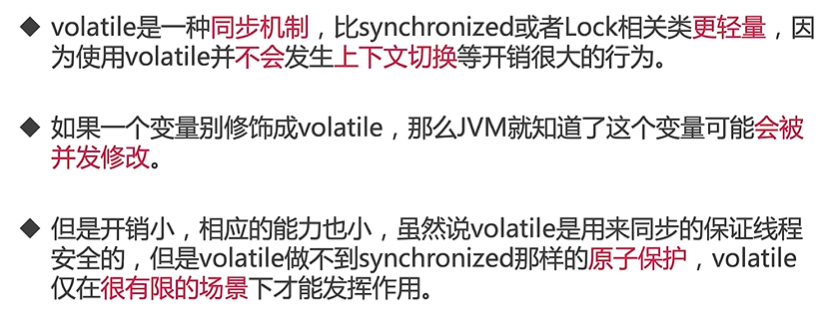 ◆ volatile是一种同步机制，比synchronized或者Lock相关类更轻量，因
为使用volatile并不会发生上下文切换等开销很大的行为。
◆ 如果一个变量别修饰成volatile，那么JVM就知道了这个变量可能会被
并发修改。
◆ 但是开销小，相应的能力也小，虽然说volatile是用来同步的保证线程
安全的，但是volatile做不到synchronized那样的原子保护，volatile
仅在很有限的场景下才能发挥作用。